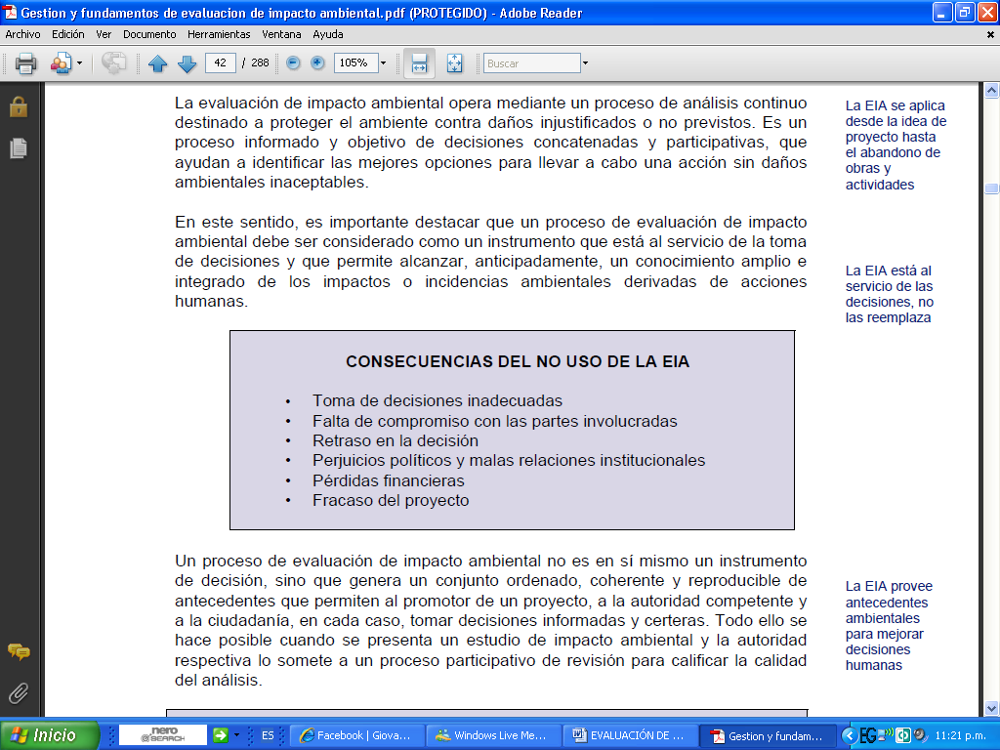 Gestion y fundamentos de evaluacion de impacto ambiental.pdf (PROTEGIDO) - Adobe Reader
Archivo Edición Ver Documento Herramientas Ventana Ayuda
42 / 288 105% Buscar
La evaluación de impacto ambiental opera mediante un proceso de análisis continuo
destinado a proteger el ambiente contra daños injustificados o no previstos. Es un
proceso informado y objetivo de decisiones concatenadas y participativas, que
ayudan a identificar las mejores opciones para llevar a cabo una acción sin daños
ambientales inaceptables.
La EIA se aplica
desde la idea de
proyecto hasta
el abandono de
obras y
actividades
En este sentido, es importante destacar que un proceso de evaluación de impacto
ambiental debe ser considerado como un instrumento que está al servicio de la toma
de decisiones y que permite alcanzar, anticipadamente, un conocimiento amplio e
integrado de los impactos o incidencias ambientales derivadas de acciones
humanas.
La EIA está al
servicio de las
decisiones, no
las reemplaza
CONSECUENCIAS DEL NO USO DE LA EIA
• Toma de decisiones inadecuadas
• Falta de compromiso con las partes involucradas
• Retraso en la decisión
• Perjuicios políticos y malas relaciones institucionales
• Pérdidas financieras
• Fracaso del proyecto
Un proceso de evaluación de impacto ambiental no es en sí mismo un instrumento
de decisión, sino que genera un conjunto ordenado, coherente y reproducible de
antecedentes que permiten al promotor de un proyecto, a la autoridad competente y
a la ciudadanía, en cada caso, tomar decisiones informadas y certeras. Todo ello se
hace posible cuando se presenta un estudio de impacto ambiental y la autoridad
respectiva lo somete a un proceso participativo de revisión para calificar la calidad
del análisis.
La EIA provee
antecedentes
ambientales
para mejorar
decisiones
humanas
Inicio nero SEARCH ES Facebook | Giova... Windows Live Me... EVALUACIÓN DE ... Gestion y fundam... EG 11:21 p.m.